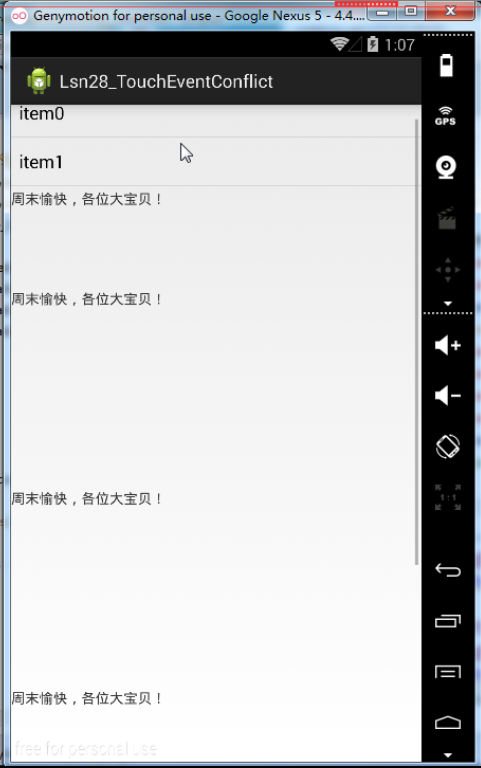 Genymotion for personal use - Google Nexus 5 - 4.4....
1:07
Lsn28_TouchEventConflict
GPS
item0
item1
周末愉快，各位大宝贝！
周末愉快，各位大宝贝！
周末愉快，各位大宝贝！
1:1
周末愉快，各位大宝贝！
free for personal use